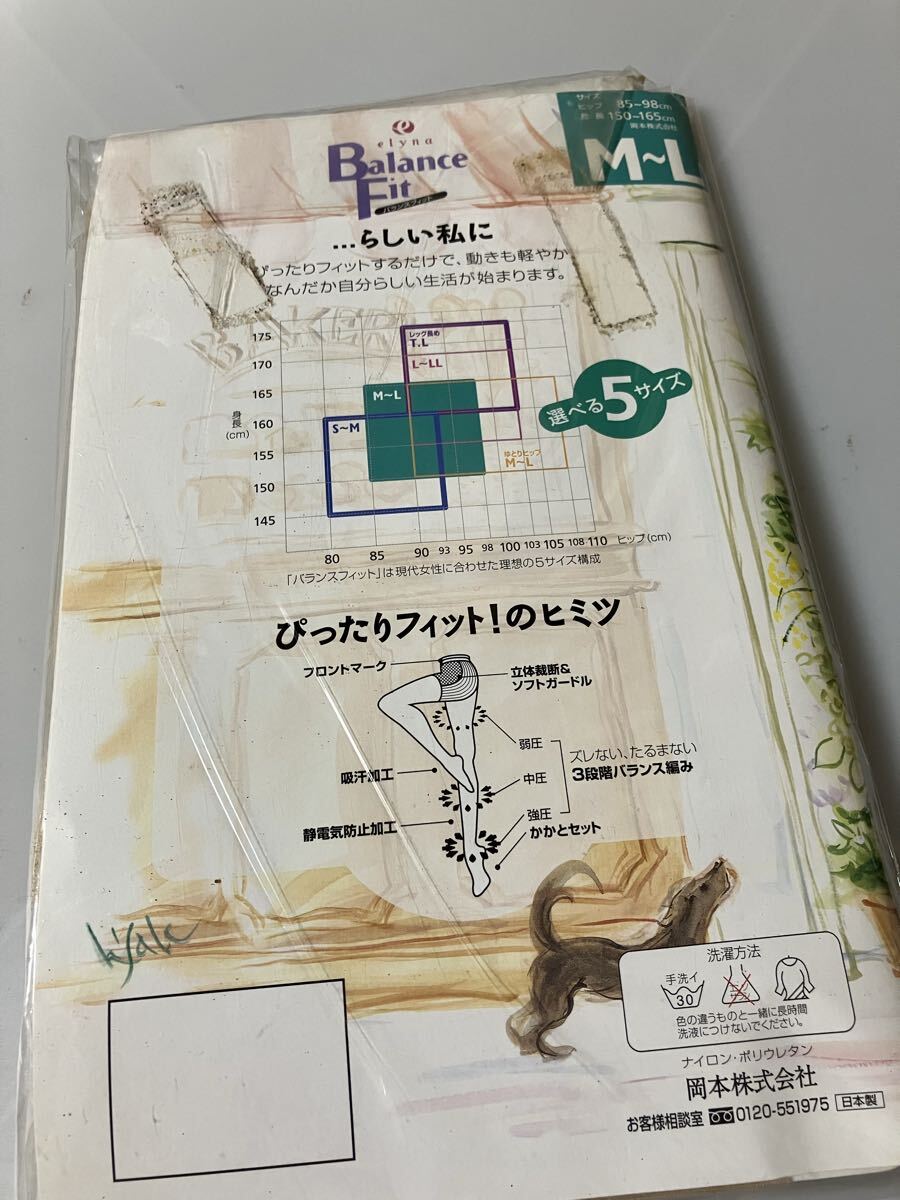 サイズ
ヒップ 85~98cm
身長 150~165cm
岡本株式会社
M~L
elyna
Balance
Fit
バランスフィット
...らしい私に
ぴったりフィットするだけで、動きも軽やか
なんだか自分らしい生活が始まります。
BAKER
175
170
165
160
155
150
145
身長
(cm)
レッグ長め
T.L
L~LL
M~L
S~M
ゆとりヒップ
M~L
選べる5サイズ
80 85 90 93 95 98 100 103 105 108 110 ヒップ(cm)
「バランスフィット」は現代女性に合わせた理想の5サイズ構成
ぴったりフィット!のヒミツ
フロントマーク
立体裁断&
ソフトガードル
弱圧
ズレない、たるまない
3段階バランス編み
中圧
吸汗加工
強圧
静電気防止加工
かかとセット
洗濯方法
手洗イ
30
色の違うものと一緒に長時間
洗液につけないでください。
ナイロン・ポリウレタン
岡本株式会社
お客様相談室 0120-551975 日本製